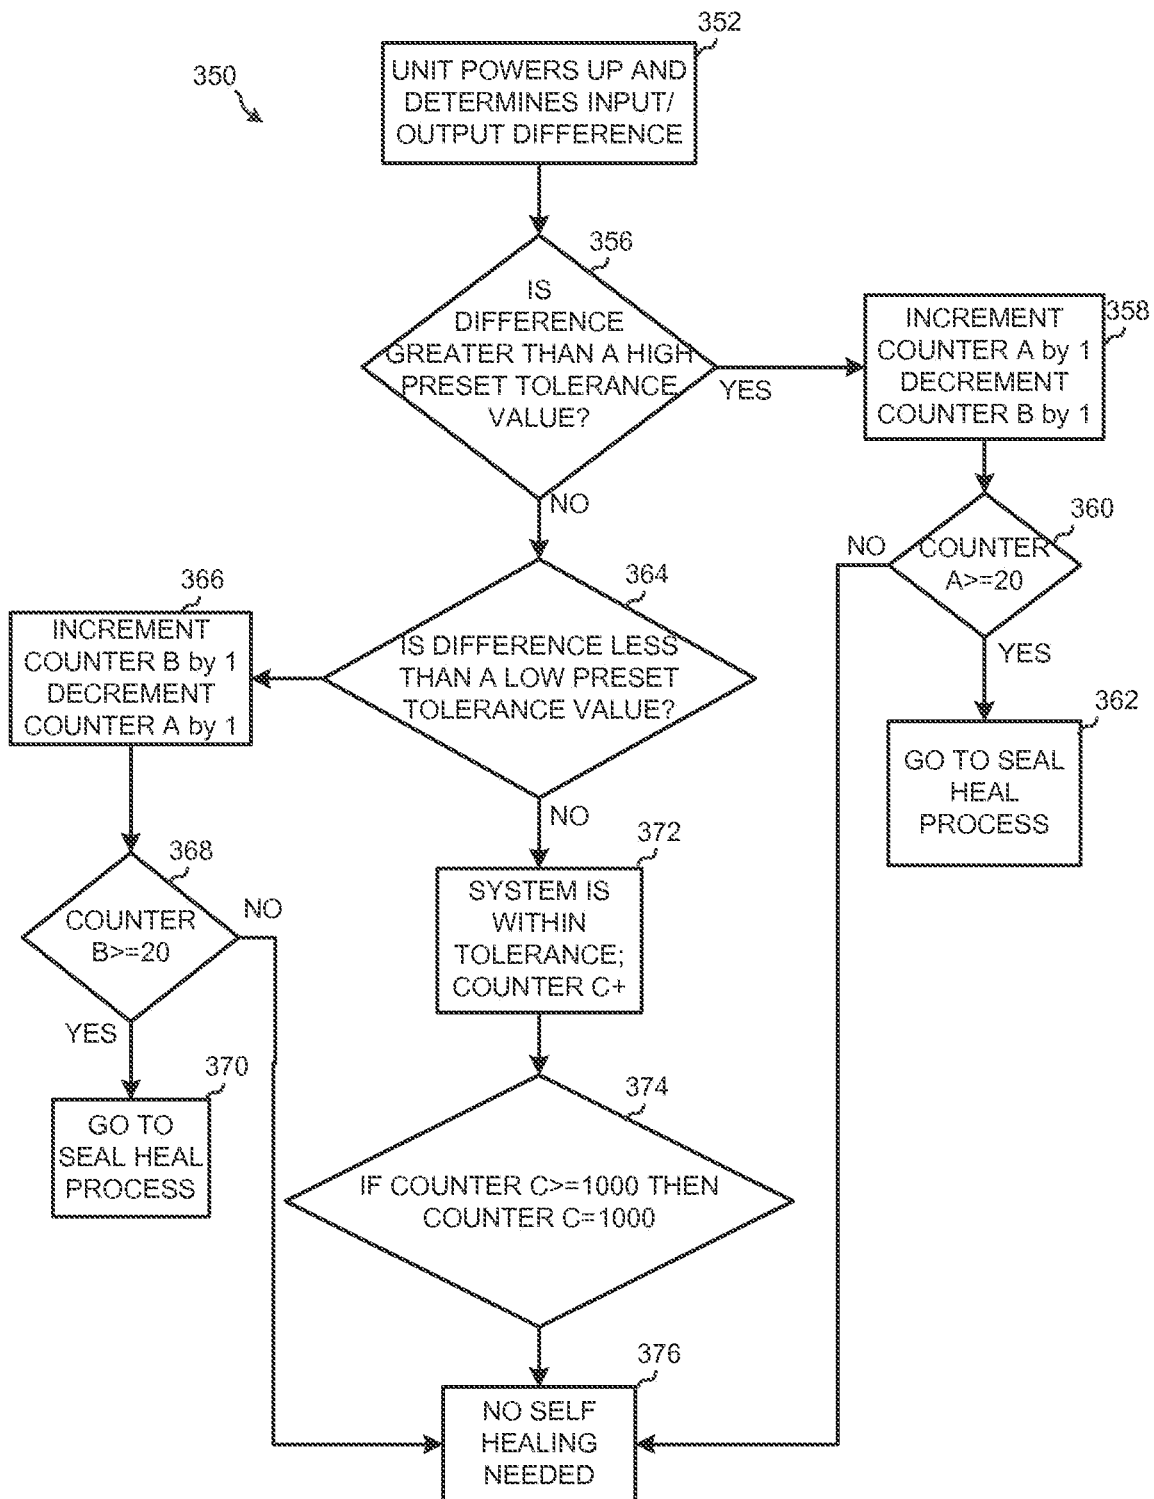 352
UNIT POWERS UP AND
DETERMINES INPUT/
OUTPUT DIFFERENCE
350
356
IS
DIFFERENCE
GREATER THAN A HIGH
PRESET TOLERANCE
VALUE?
YES
NO
358
INCREMENT
COUNTER A by 1
DECREMENT
COUNTER B by 1
360
COUNTER
A>=20
NO
YES
362
GO TO SEAL
HEAL
PROCESS
364
IS DIFFERENCE LESS
THAN A LOW PRESET
TOLERANCE VALUE?
NO
366
INCREMENT
COUNTER B by 1
DECREMENT
COUNTER A by 1
368
COUNTER
B>=20
NO
YES
370
GO TO
SEAL HEAL
PROCESS
372
SYSTEM IS
WITHIN
TOLERANCE;
COUNTER C+
374
IF COUNTER C>=1000 THEN
COUNTER C=1000
376
NO SELF
HEALING
NEEDED